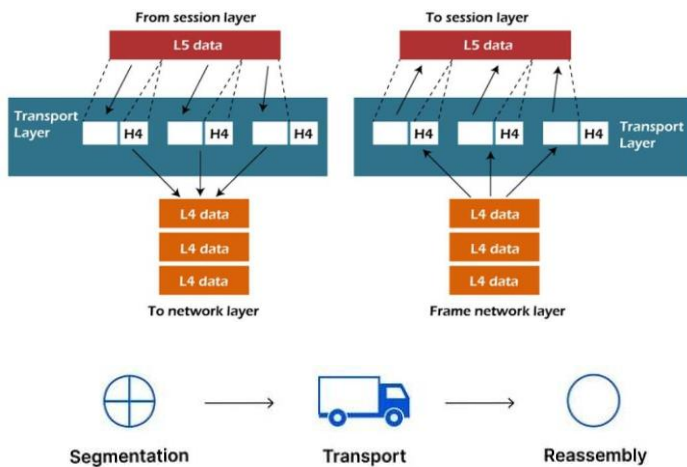 From session layer
L5 data
Transport
Layer
H4
H4
H4
L4 data
L4 data
L4 data
To network layer
To session layer
L5 data
H4
H4
H4
Transport
Layer
L4 data
L4 data
L4 data
Frame network layer
Segmentation
Transport
Reassembly